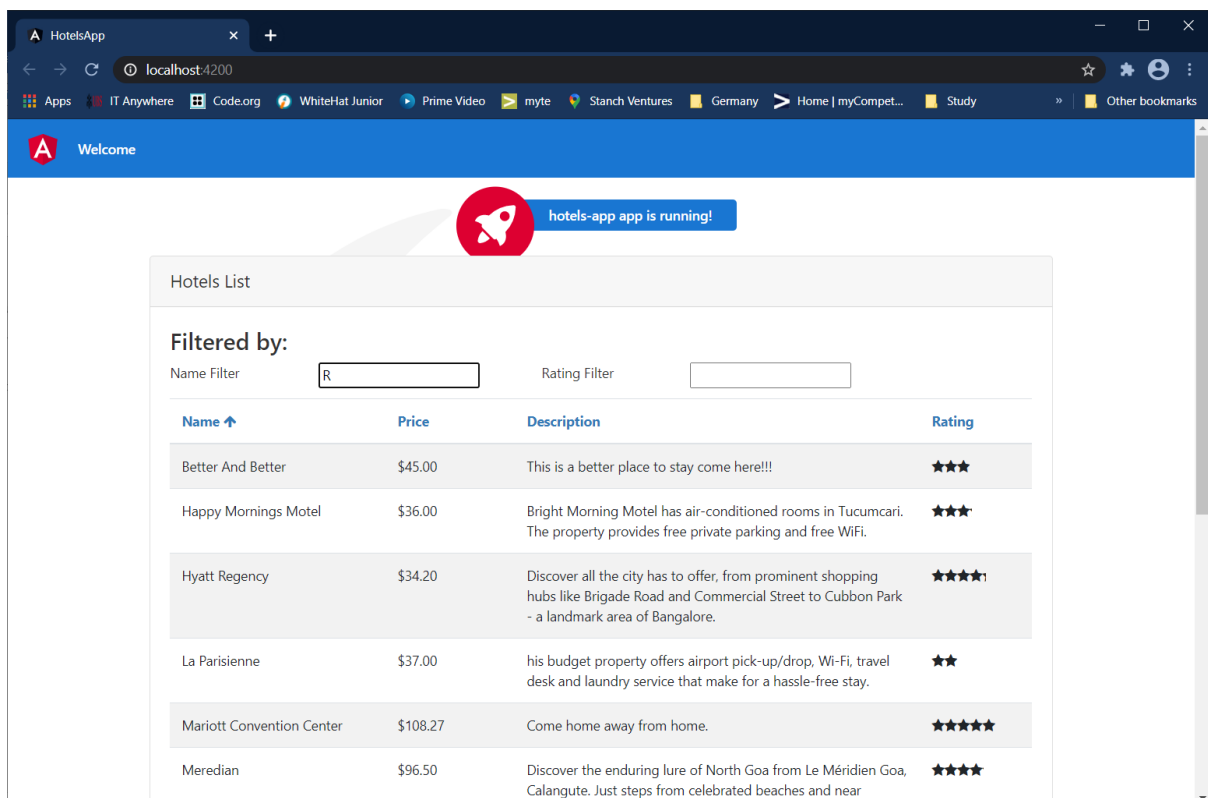 HotelsApp
localhost:4200
Apps IT Anywhere Code.org WhiteHat Junior Prime Video myte Stanch Ventures Germany Home | myCompet... Study » Other bookmarks
Welcome
hotels-app app is running!
Hotels List
Filtered by:
Name Filter R Rating Filter
Name Price Description Rating
Better And Better $45.00 This is a better place to stay come here!!!
Happy Mornings Motel $36.00 Bright Morning Motel has air-conditioned rooms in Tucumcari.
The property provides free private parking and free WiFi.
Hyatt Regency $34.20 Discover all the city has to offer, from prominent shopping
hubs like Brigade Road and Commercial Street to Cubbon Park
- a landmark area of Bangalore.
La Parisienne $37.00 his budget property offers airport pick-up/drop, Wi-Fi, travel
desk and laundry service that make for a hassle-free stay.
Mariott Convention Center $108.27 Come home away from home.
Meredian $96.50 Discover the enduring lure of North Goa from Le Méridien Goa,
Calangute. Just steps from celebrated beaches and near